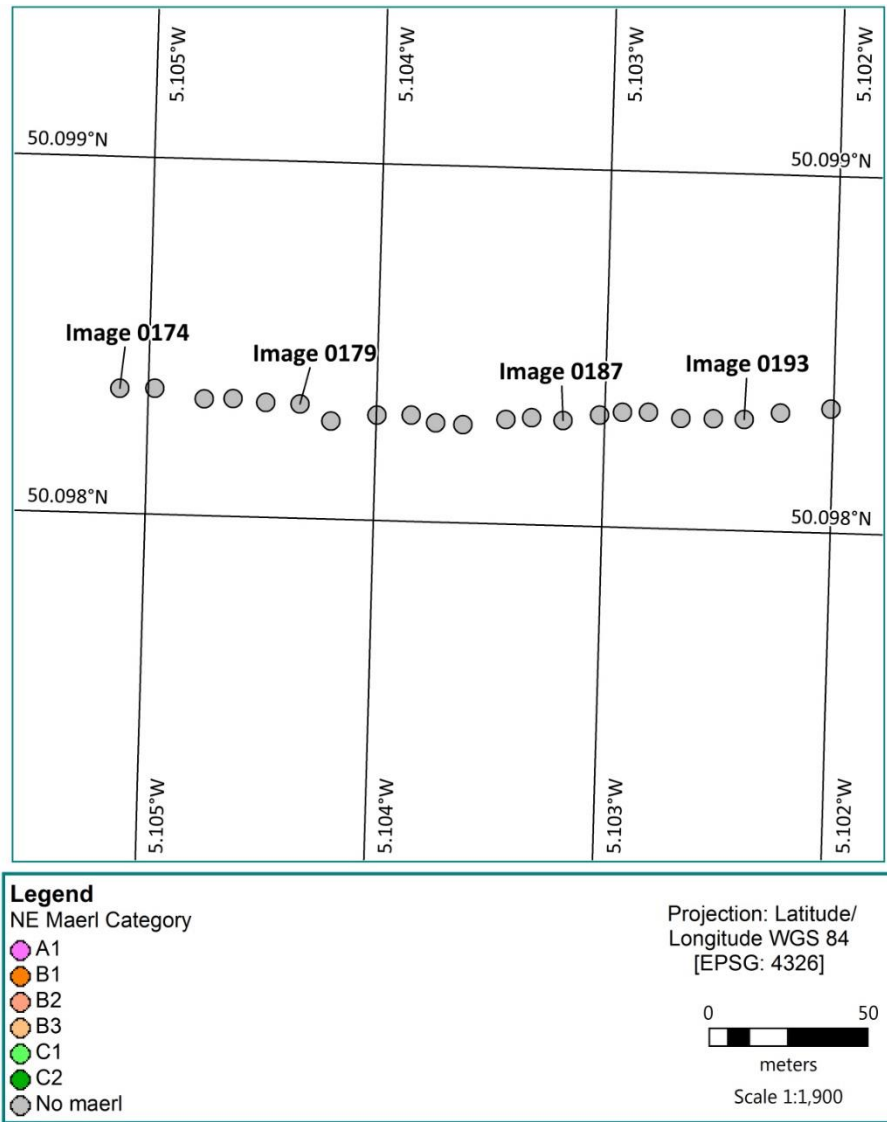 5.105°W
5.104°W
5.103°W
5.102°W
50.099°N
50.099°N
Image 0174
Image 0179
Image 0187
Image 0193
50.098°N
50.098°N
5.105°W
5.104°W
5.103°W
5.102°W
Legend
NE Maerl Category
A1
B1
B2
B3
C1
C2
No maerl
Projection: Latitude/
Longitude WGS 84
[EPSG: 4326]
0 50
meters
Scale 1:1,900